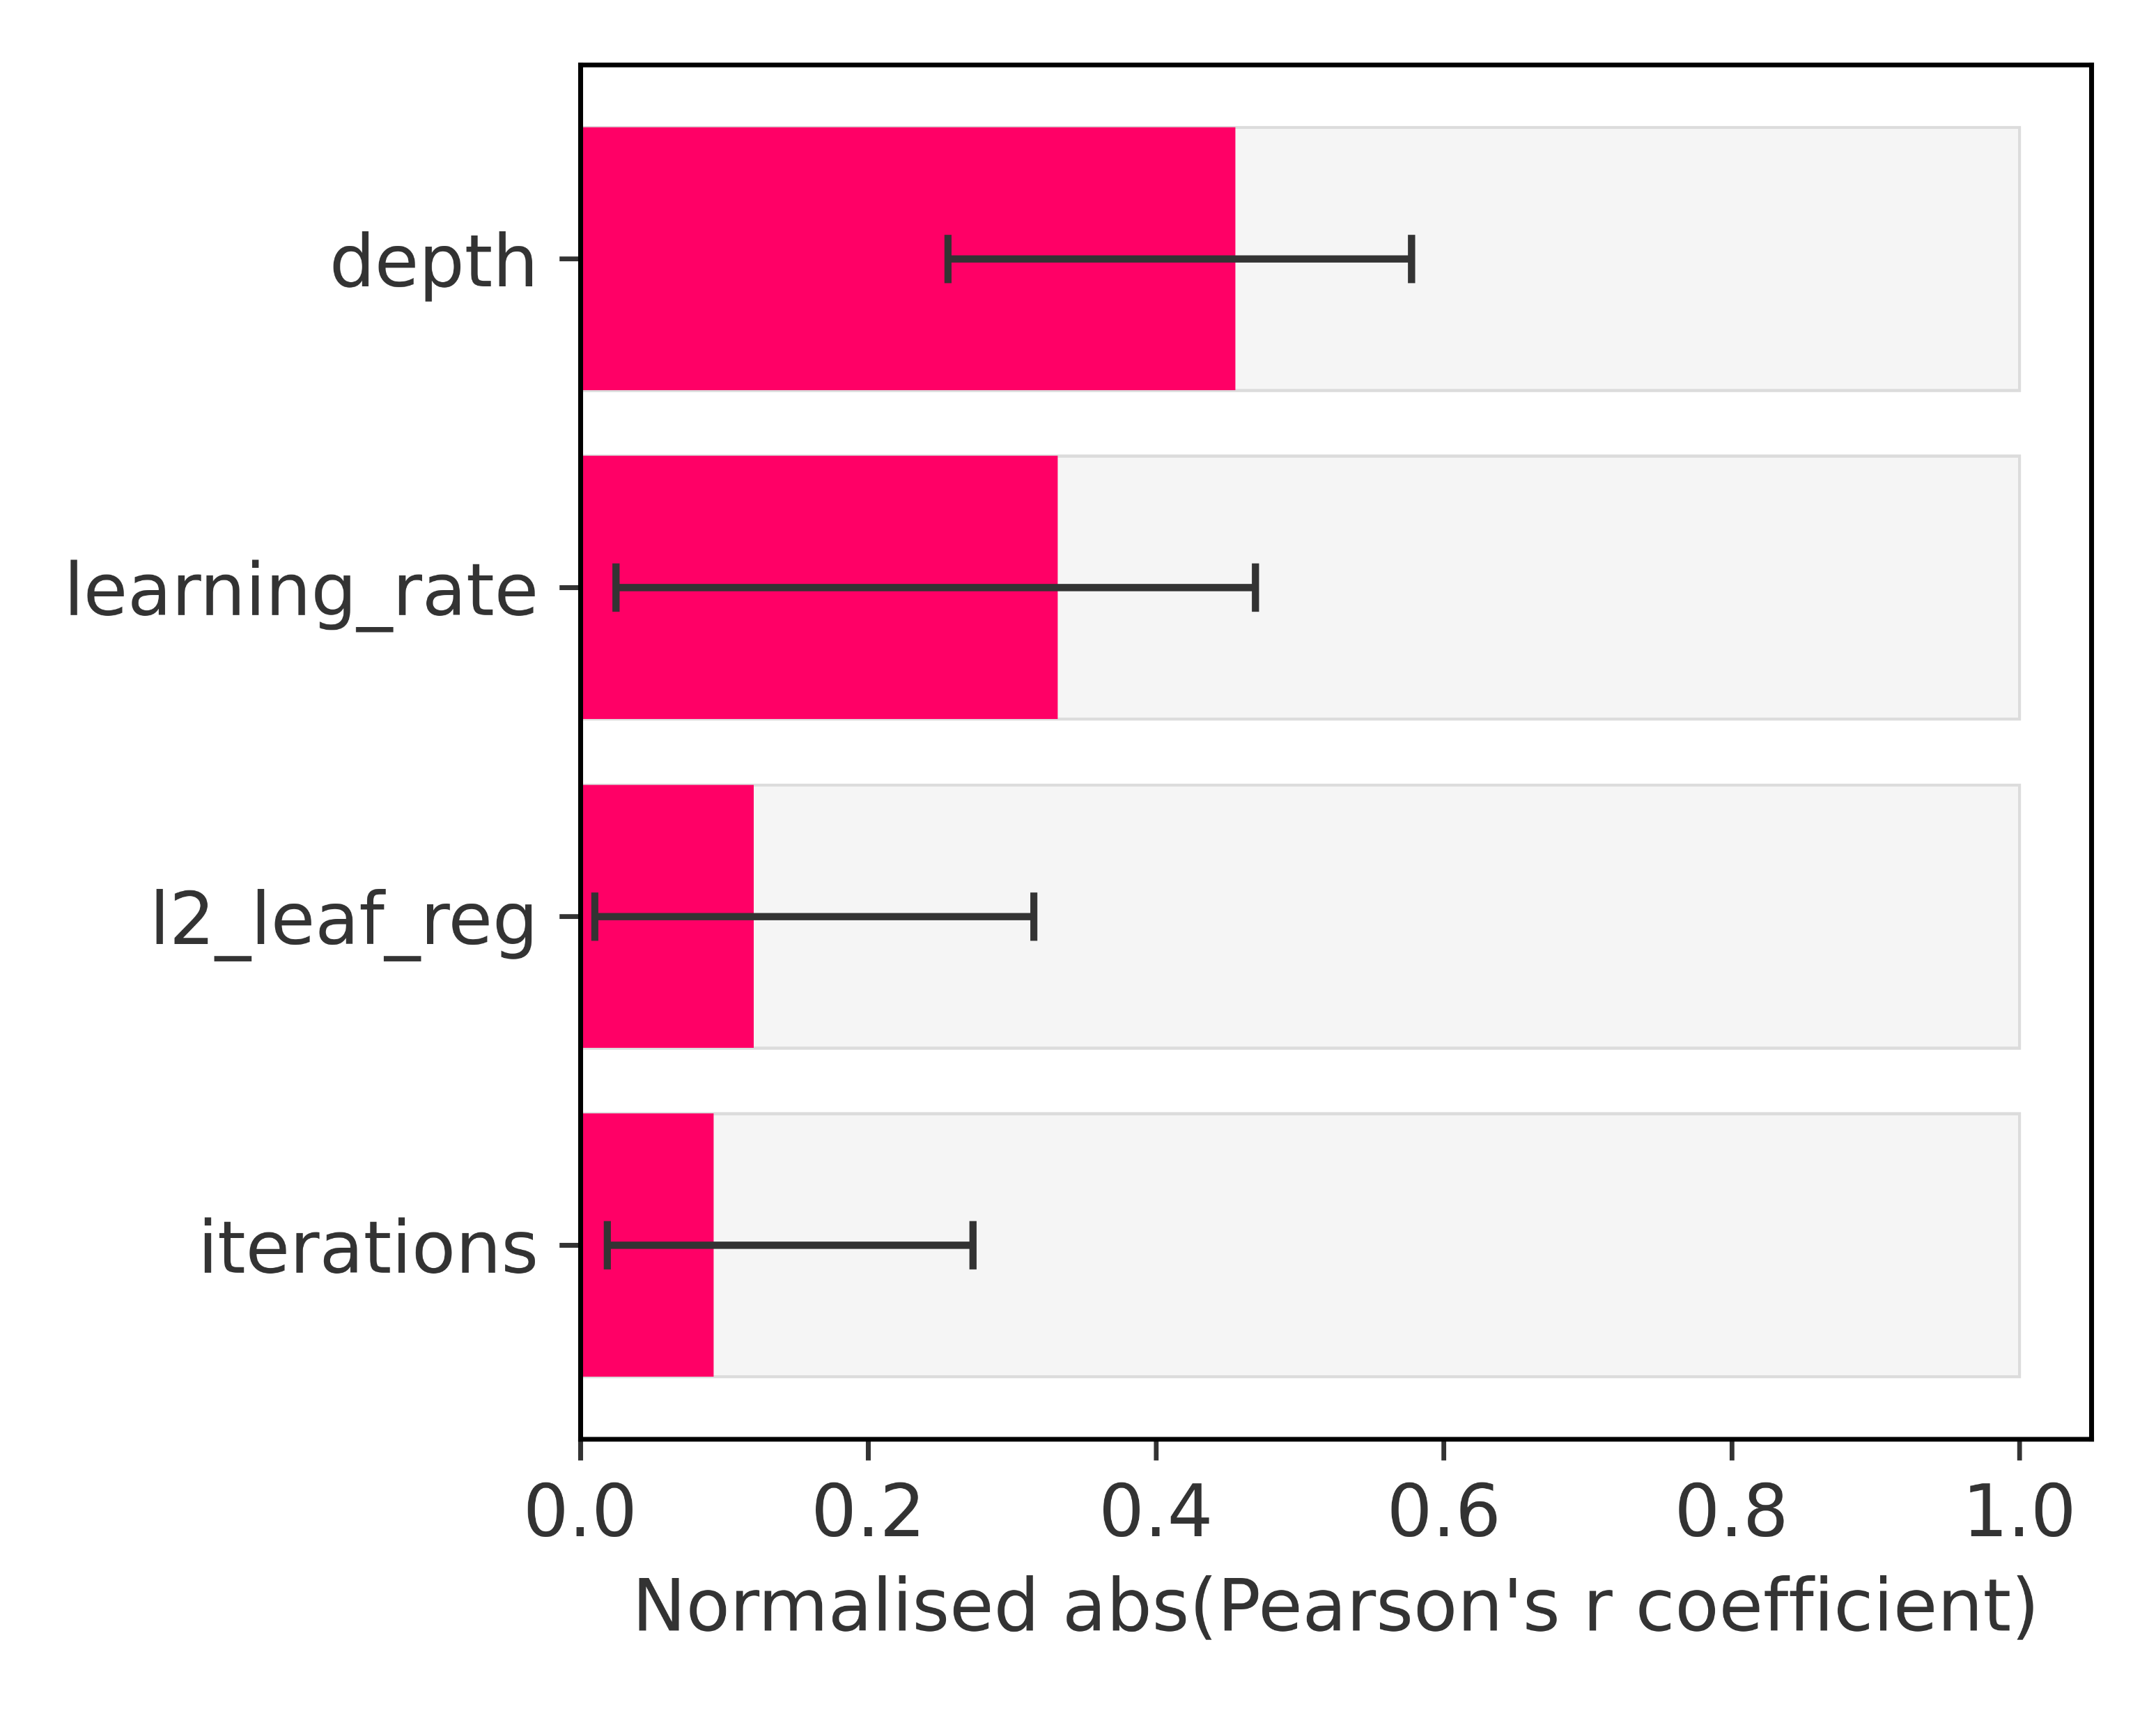 depth
learning_rate
l2_leaf_reg
iterations
0.0 0.2 0.4 0.6 0.8 1.0
Normalised abs(Pearson's r coefficient)